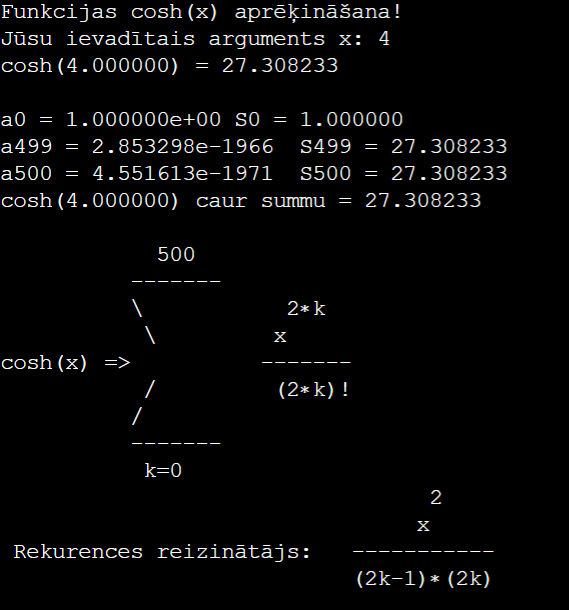 Funkcijas cosh(x) aprēķināšana!
Jūsu ievadītais arguments x: 4
cosh(4.000000) = 27.308233

a0 = 1.000000e+00 S0 = 1.000000
a499 = 2.853298e-1966  S499 = 27.308233
a500 = 4.551613e-1971  S500 = 27.308233
cosh(4.000000) caur summu = 27.308233

            500
          -------
          \           2*k
           \         x
cosh(x) =>          -------
           /         (2*k)!
          /
          -------
           k=0
                                 2
                                x
 Rekurences reizinātājs:   -----------
                           (2k-1)*(2k)